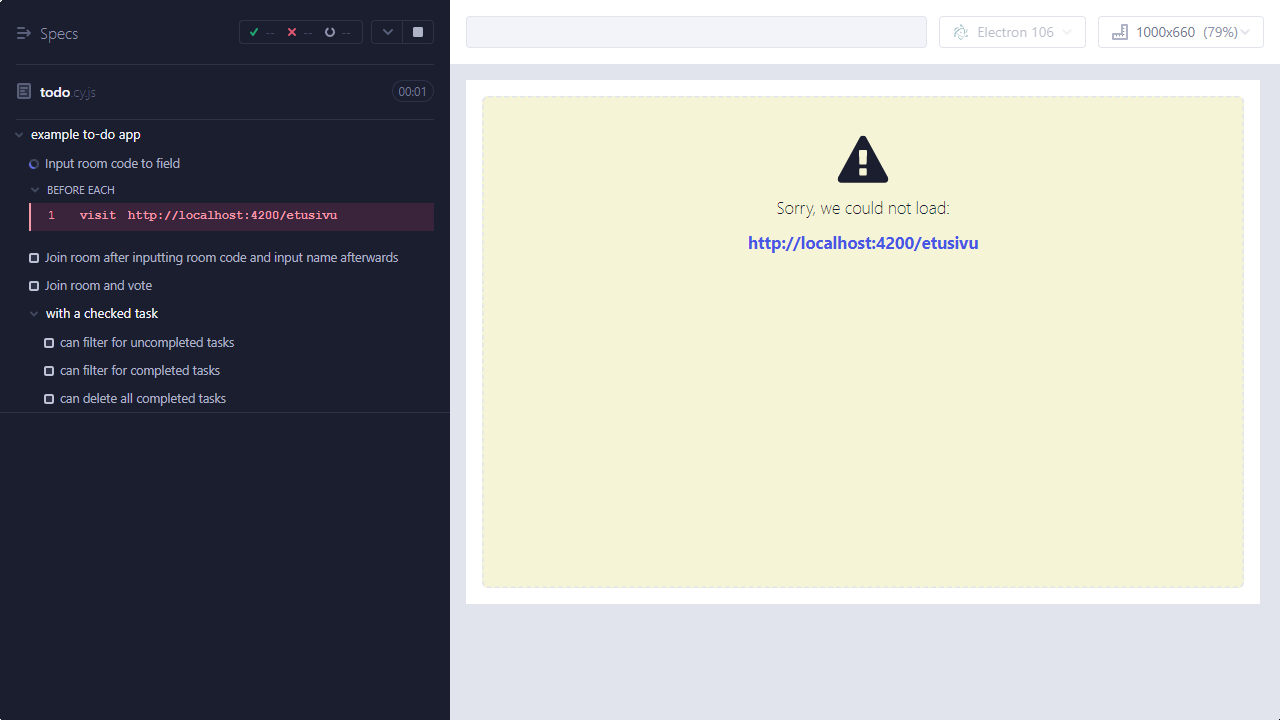 Specs
-- -- --
todo.cy.js 00:01
example to-do app
Input room code to field
BEFORE EACH
1 visit http://localhost:4200/etusivu
Join room after inputting room code and input name afterwards
Join room and vote
with a checked task
can filter for uncompleted tasks
can filter for completed tasks
can delete all completed tasks
Electron 106
1000x660 (79%)
Sorry, we could not load:
http://localhost:4200/etusivu